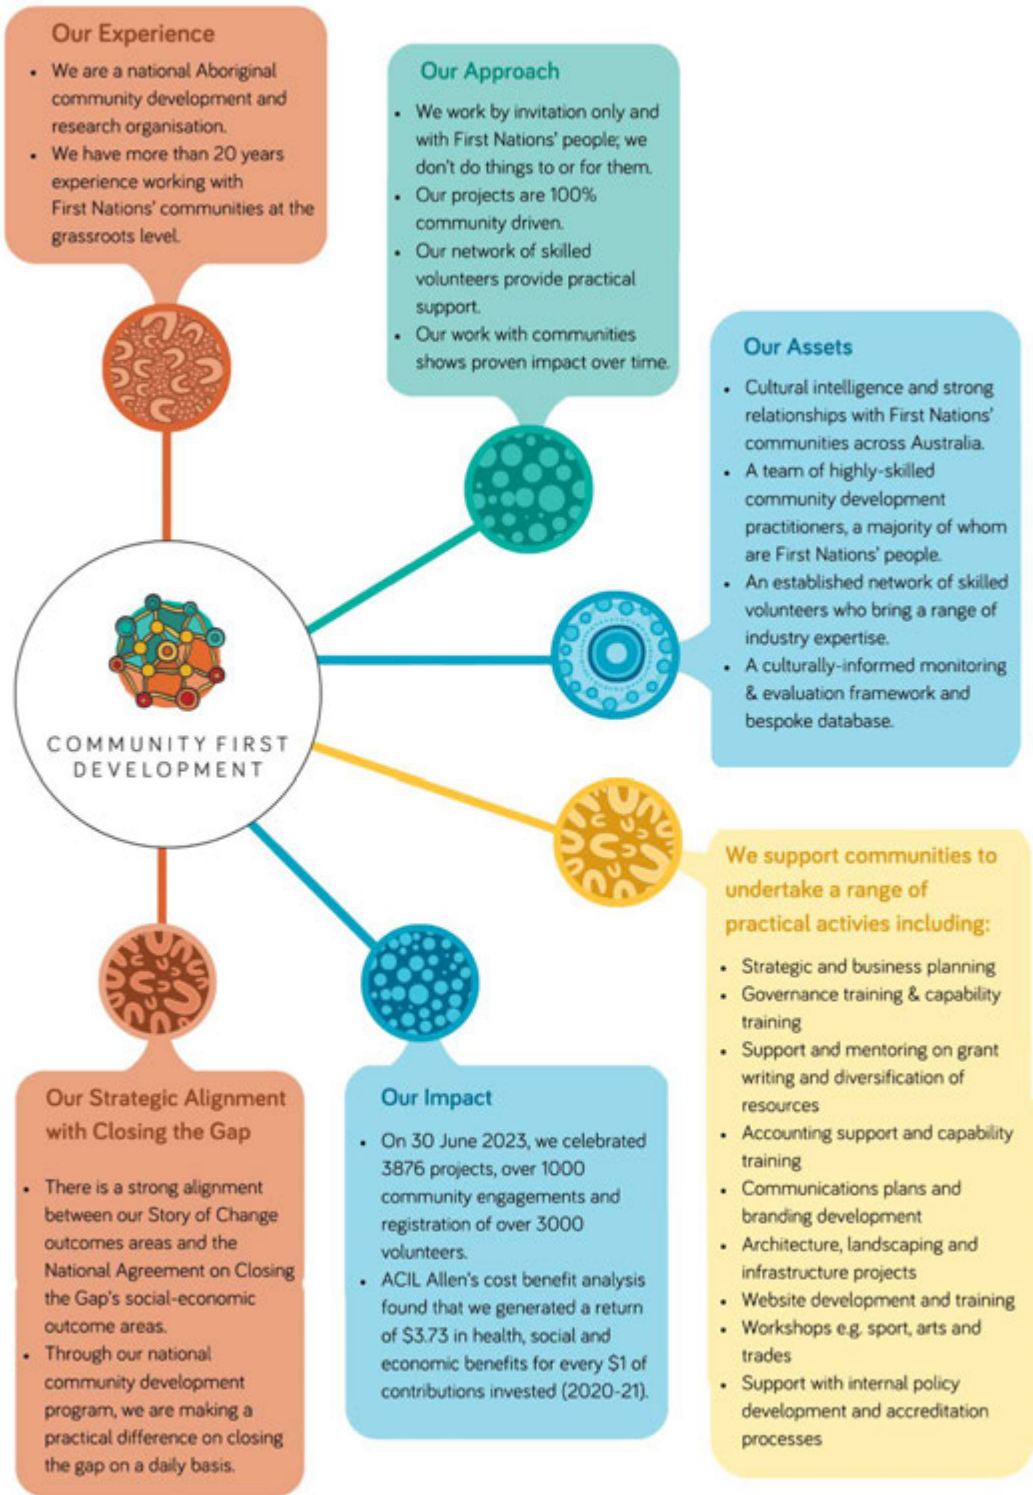 Our Experience
• We are a national Aboriginal
community development and
research organisation.
• We have more than 20 years
experience working with
First Nations' communities at the
grassroots level.
Our Approach
• We work by invitation only and
with First Nations' people; we
don't do things to or for them.
• Our projects are 100%
community driven.
• Our network of skilled
volunteers provide practical
support.
• Our work with communities
shows proven impact over time.
Our Assets
• Cultural intelligence and strong
relationships with First Nations'
communities across Australia.
• A team of highly-skilled
community development
practitioners, a majority of whom
are First Nations' people.
• An established network of skilled
volunteers who bring a range of
industry expertise.
• A culturally-informed monitoring
& evaluation framework and
bespoke database.
COMMUNITY FIRST
DEVELOPMENT
We support communities to
undertake a range of
practical activies including:
• Strategic and business planning
• Governance training & capability
training
• Support and mentoring on grant
writing and diversification of
resources
• Accounting support and capability
training
• Communications plans and
branding development
• Architecture, landscaping and
infrastructure projects
• Website development and training
• Workshops e.g. sport, arts and
trades
• Support with internal policy
development and accreditation
processes
Our Strategic Alignment
with Closing the Gap
• There is a strong alignment
between our Story of Change
outcomes areas and the
National Agreement on Closing
the Gap's social-economic
outcome areas.
• Through our national
community development
program, we are making a
practical difference on closing
the gap on a daily basis.
Our Impact
• On 30 June 2023, we celebrated
3876 projects, over 1000
community engagements and
registration of over 3000
volunteers.
• ACIL Allen's cost benefit analysis
found that we generated a return
of $3.73 in health, social and
economic benefits for every $1 of
contributions invested (2020-21).